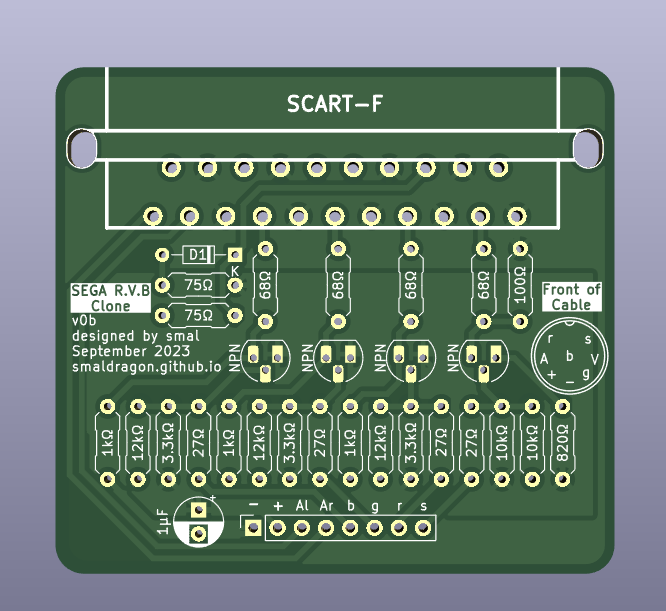 SCART-F
D1
K
75Ω
75Ω
68Ω
68Ω
68Ω
68Ω
100Ω
SEGA R.V.B
Clone
v0b
designed by smal
September 2023
smaldragon.github.io
Front of
Cable
r s
A b V
+ _ g
NPN
NPN
NPN
NPN
1kΩ
12kΩ
3.3kΩ
27Ω
1kΩ
12kΩ
3.3kΩ
27Ω
1kΩ
12kΩ
3.3kΩ
27Ω
27Ω
10kΩ
10kΩ
820Ω
1µF
+
- + Al Ar b g r s